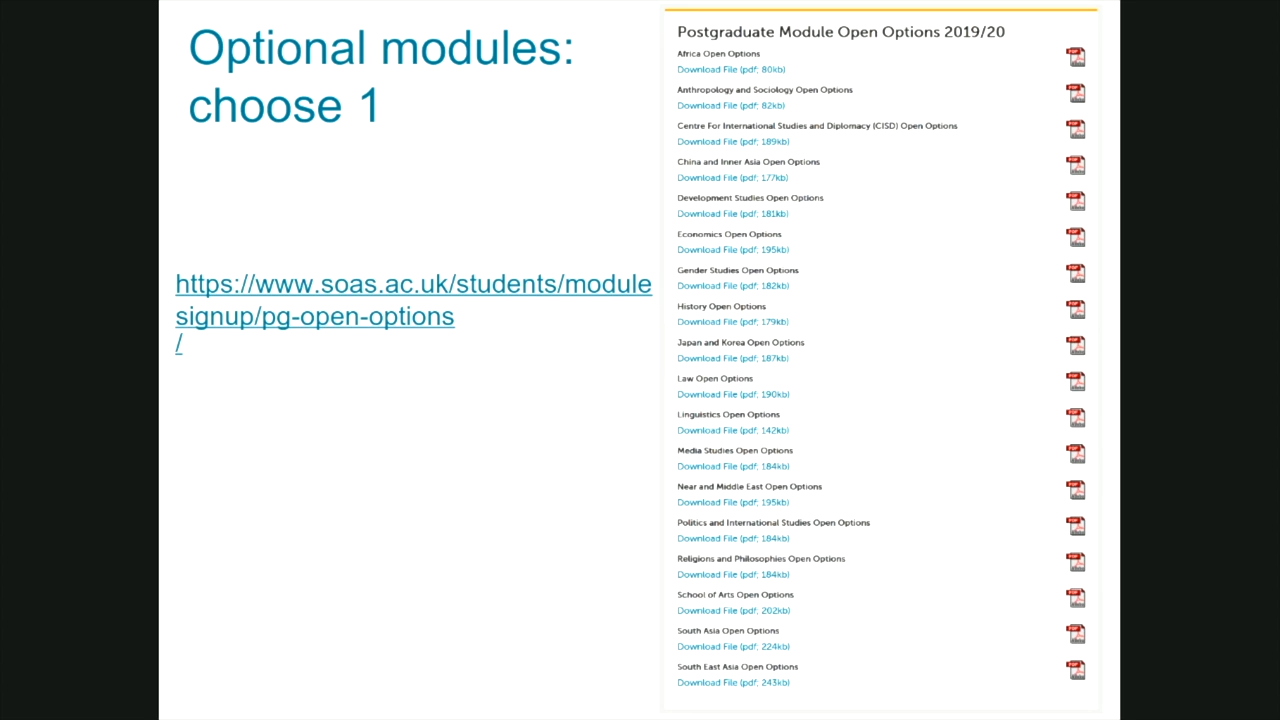 Optional modules:
choose 1
https://www.soas.ac.uk/students/module
signup/pg-open-options
/
Postgraduate Module Open Options 2019/20
Africa Open Options
Download File (pdf; 80kb)
Anthropology and Sociology Open Options
Download File (pdf; 82kb)
Centre For International Studies and Diplomacy (CISD) Open Options
Download File (pdf; 189kb)
China and Inner Asia Open Options
Download File (pdf; 177kb)
Development Studies Open Options
Download File (pdf; 181kb)
Economics Open Options
Download File (pdf; 195kb)
Gender Studies Open Options
Download File (pdf; 182kb)
History Open Options
Download File (pdf; 179kb)
Japan and Korea Open Options
Download File (pdf; 187kb)
Law Open Options
Download File (pdf; 190kb)
Linguistics Open Options
Download File (pdf; 142kb)
Media Studies Open Options
Download File (pdf; 184kb)
Near and Middle East Open Options
Download File (pdf; 195kb)
Politics and International Studies Open Options
Download File (pdf; 184kb)
Religions and Philosophies Open Options
Download File (pdf; 184kb)
School of Arts Open Options
Download File (pdf; 202kb)
South Asia Open Options
Download File (pdf; 224kb)
South East Asia Open Options
Download File (pdf; 243kb)